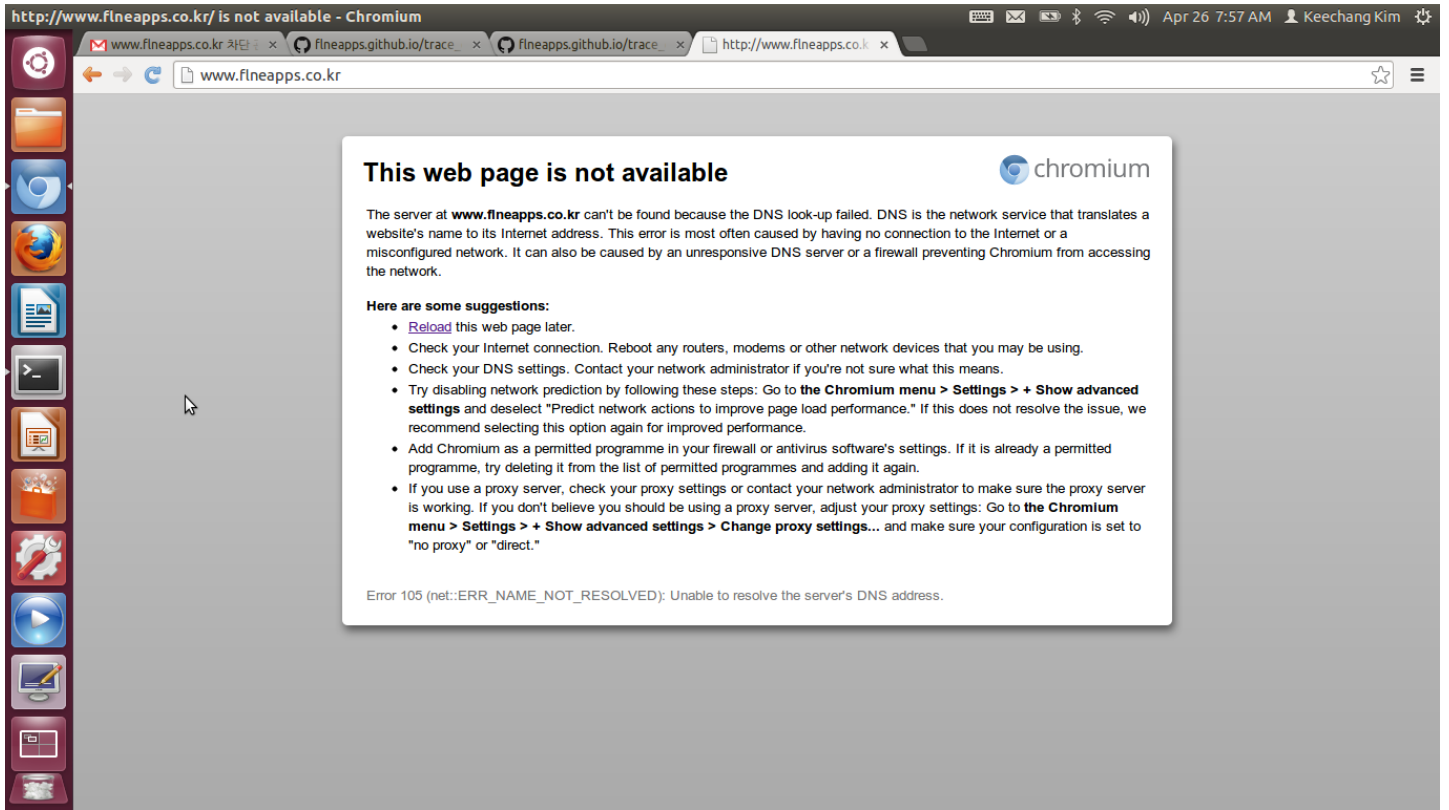 http://www.flneapps.co.kr/ is not available - Chromium
Apr 26 7:57 AM Keechang Kim
www.flneapps.co.kr 차단
flneapps.github.io/trace_
flneapps.github.io/trace_
http://www.flneapps.co.k
www.flneapps.co.kr
This web page is not available
chromium
The server at www.flneapps.co.kr can't be found because the DNS look-up failed. DNS is the network service that translates a
website's name to its Internet address. This error is most often caused by having no connection to the Internet or a
misconfigured network. It can also be caused by an unresponsive DNS server or a firewall preventing Chromium from accessing
the network.
Here are some suggestions:
• Reload this web page later.
• Check your Internet connection. Reboot any routers, modems or other network devices that you may be using.
• Check your DNS settings. Contact your network administrator if you're not sure what this means.
• Try disabling network prediction by following these steps: Go to the Chromium menu > Settings > + Show advanced
settings and deselect "Predict network actions to improve page load performance." If this does not resolve the issue, we
recommend selecting this option again for improved performance.
• Add Chromium as a permitted programme in your firewall or antivirus software's settings. If it is already a permitted
programme, try deleting it from the list of permitted programmes and adding it again.
• If you use a proxy server, check your proxy settings or contact your network administrator to make sure the proxy server
is working. If you don't believe you should be using a proxy server, adjust your proxy settings: Go to the Chromium
menu > Settings > + Show advanced settings > Change proxy settings... and make sure your configuration is set to
"no proxy" or "direct."
Error 105 (net::ERR_NAME_NOT_RESOLVED): Unable to resolve the server's DNS address.